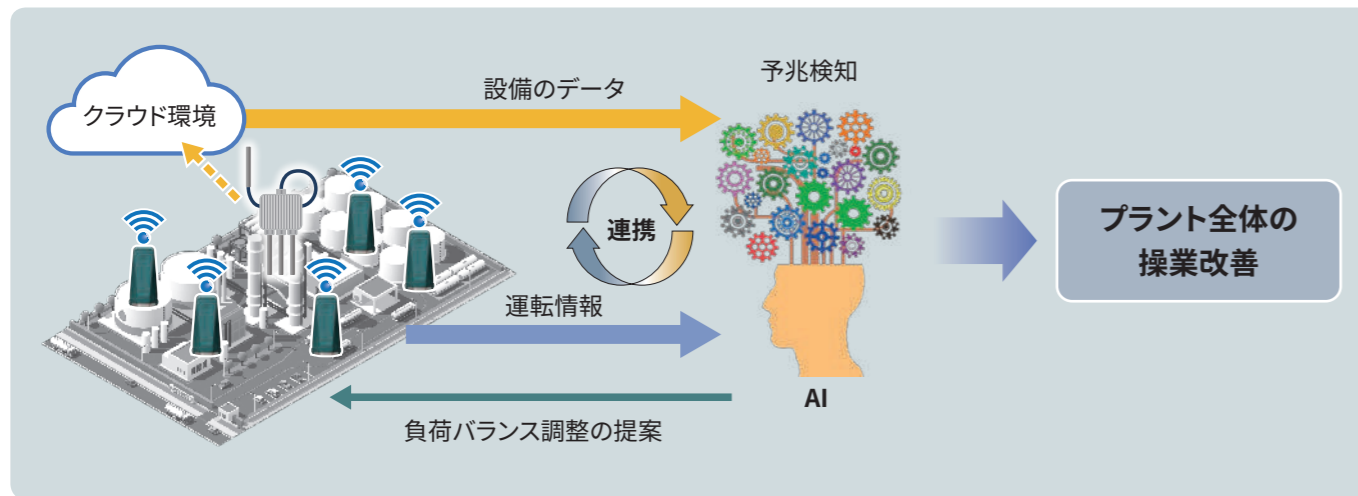 予兆検知
設備のデータ
クラウド環境
連携
プラント全体の
操業改善
運転情報
AI
負荷バランス調整の提案